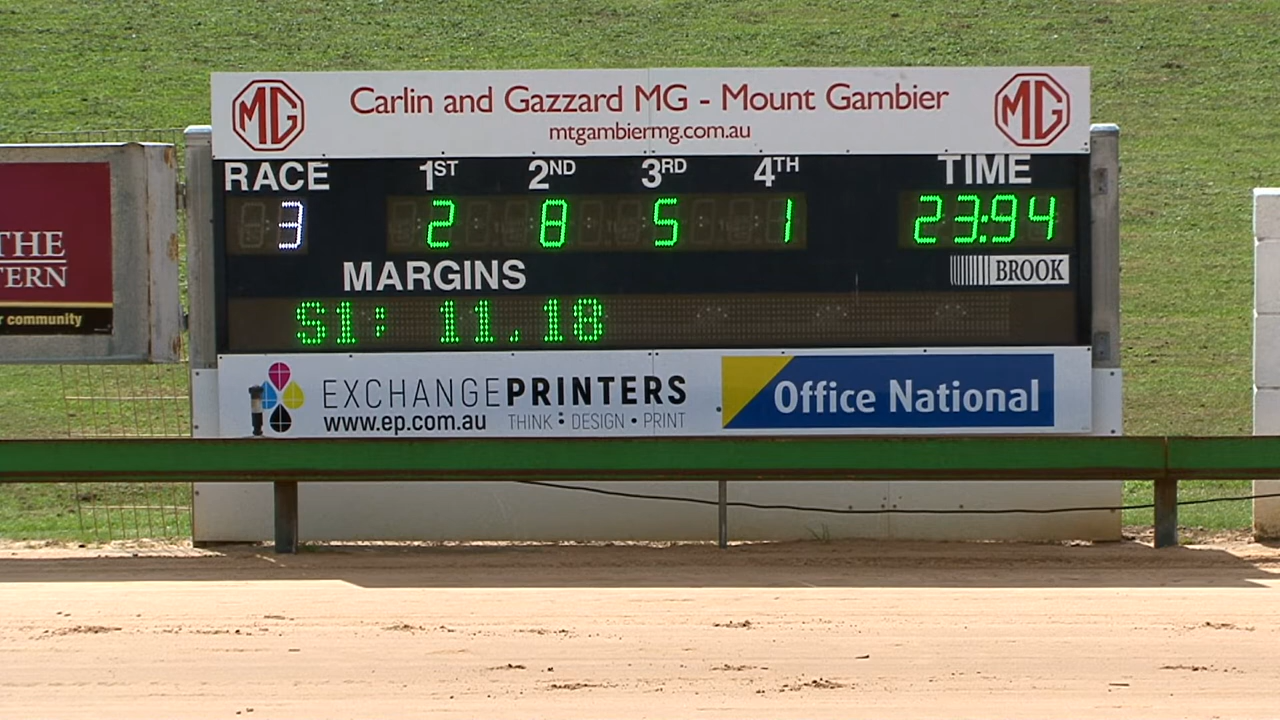 MG Carlin and Gazzard MG - Mount Gambier MG
mtgambiermg.com.au
RACE 1ST 2ND 3RD 4TH TIME
3 2 8 5 1 23:94
MARGINS BROOK
S1: 11.18
THE
TERN
r community
EXCHANGEPRINTERS
www.ep.com.au THINK : DESIGN • PRINT
Office National